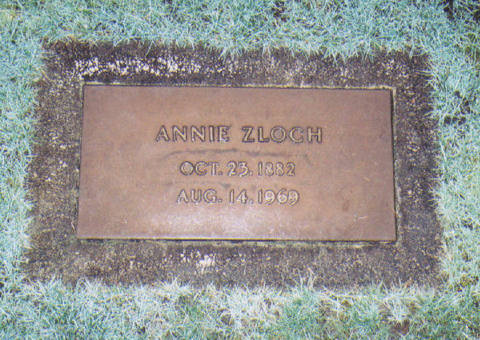 ANNIE ZLOCH
OCT. 23. 1882
AUG. 14. 1969